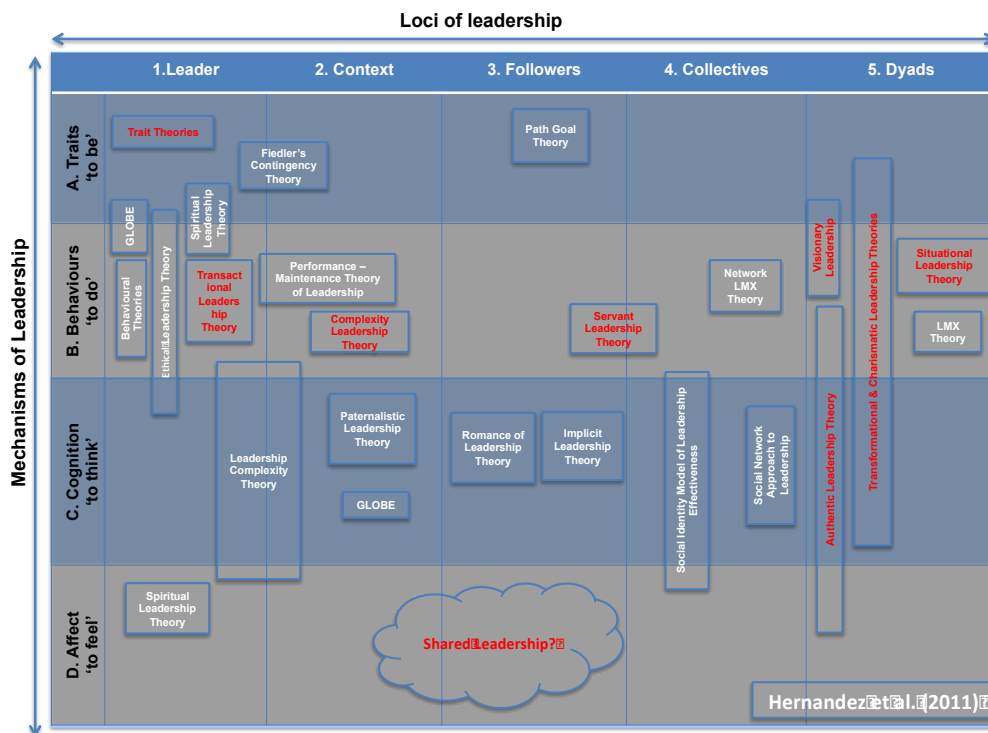 Loci of leadership
Mechanisms of Leadership
1.Leader
2. Context
3. Followers
4. Collectives
5. Dyads
A. Traits
‘to be’
Trait Theories
Fiedler’s
Contingency
Theory
Path Goal
Theory
GLOBE
Spiritual
Leadership
Theory
Ethical Leadership Theory
Visionary
Leadership
Transformational & Charismatic Leadership Theories
B. Behaviours
‘to do’
Behavioural
Theories
Transact
ional
Leaders
hip
Theory
Performance –
Maintenance Theory
of Leadership
Complexity
Leadership
Theory
Servant
Leadership
Theory
Network
LMX
Theory
Situational
Leadership
Theory
LMX
Theory
C. Cognition
‘to think’
Leadership
Complexity
Theory
Paternalistic
Leadership
Theory
GLOBE
Romance of
Leadership
Theory
Implicit
Leadership
Theory
Social Identity Model of Leadership
Effectiveness
Social Network
Approach to
Leadership
Authentic Leadership Theory
D. Affect
‘to feel’
Spiritual
Leadership
Theory
Shared Leadership?
Hernandez et al. (2011)